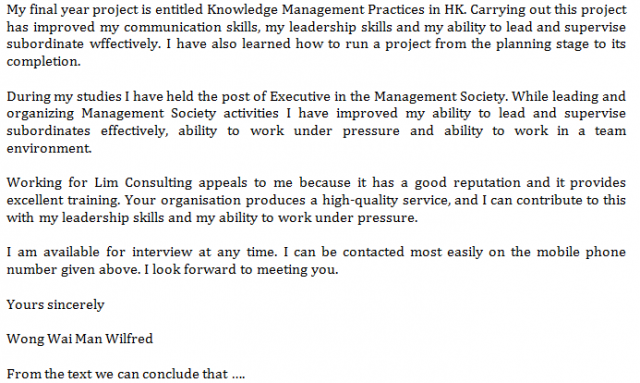 My final year project is entitled Knowledge Management Practices in HK. Carrying out this project
has improved my communication skills, my leadership skills and my ability to lead and supervise
subordinate wffectively. I have also learned how to run a project from the planning stage to its
completion.
During my studies I have held the post of Executive in the Management Society. While leading and
organizing Management Society activities I have improved my ability to lead and supervise
subordinates effectively, ability to work under pressure and ability to work in a team
environment.
Working for Lim Consulting appeals to me because it has a good reputation and it provides
excellent training. Your organisation produces a high-quality service, and I can contribute to this
with my leadership skills and my ability to work under pressure.
I am available for interview at any time. I can be contacted most easily on the mobile phone
number given above. I look forward to meeting you.
Yours sincerely
Wong Wai Man Wilfred
From the text we can conclude that ....